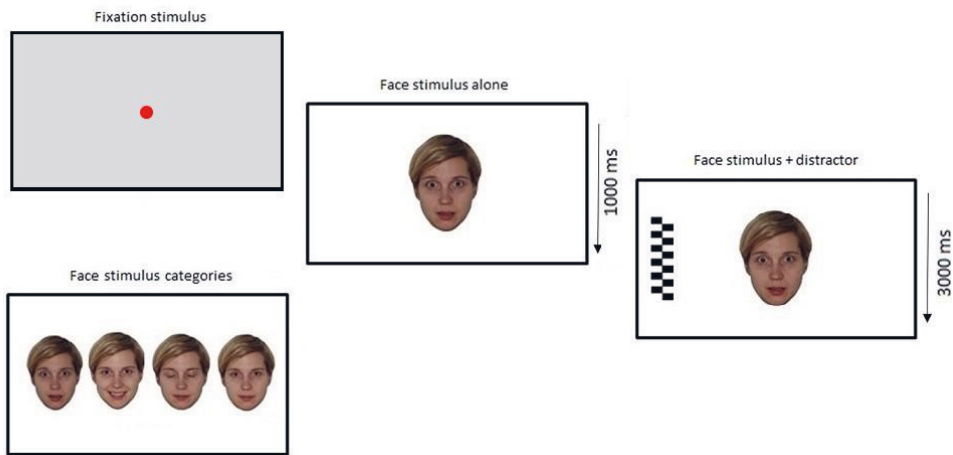 Fixation stimulus
Face stimulus alone
1000 ms
Face stimulus + distractor
3000 ms
Face stimulus categories